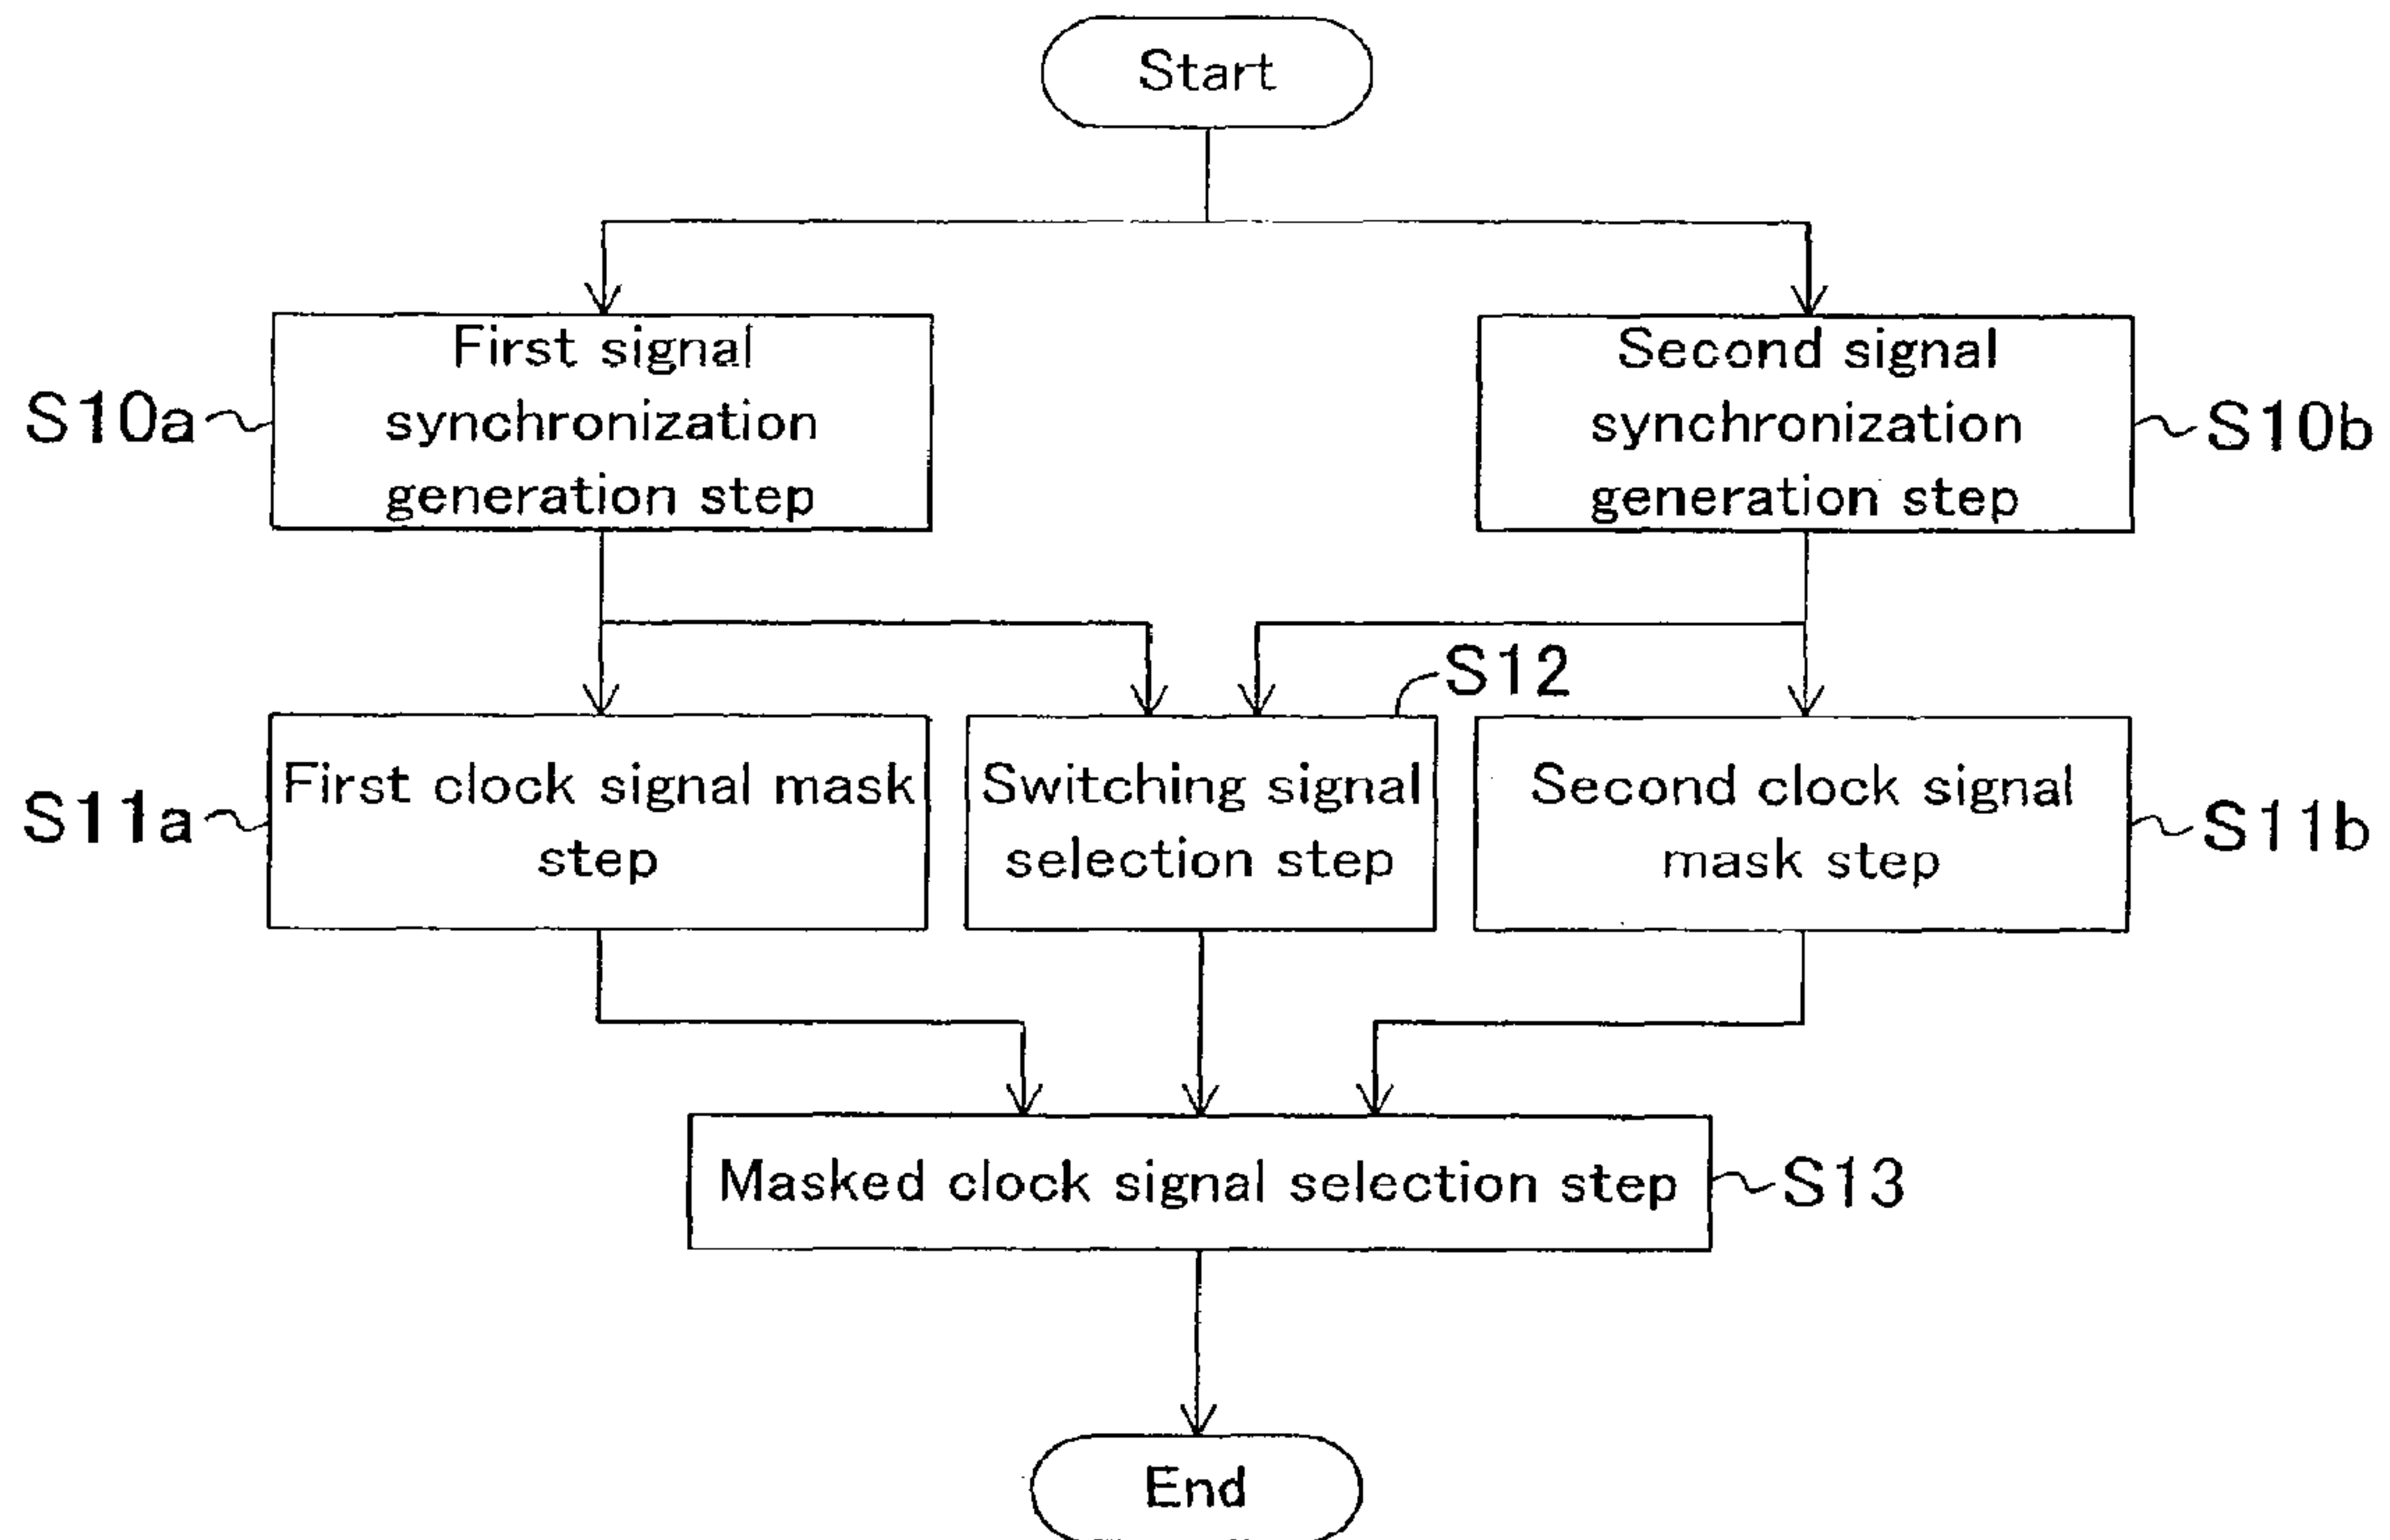 Start
First signal
synchronization
generation step
S10a
Second signal
synchronization
generation step
S10b
S12
First clock signal mask
step
S11a
Switching signal
selection step
Second clock signal
mask step
S11b
Masked clock signal selection step
S13
End